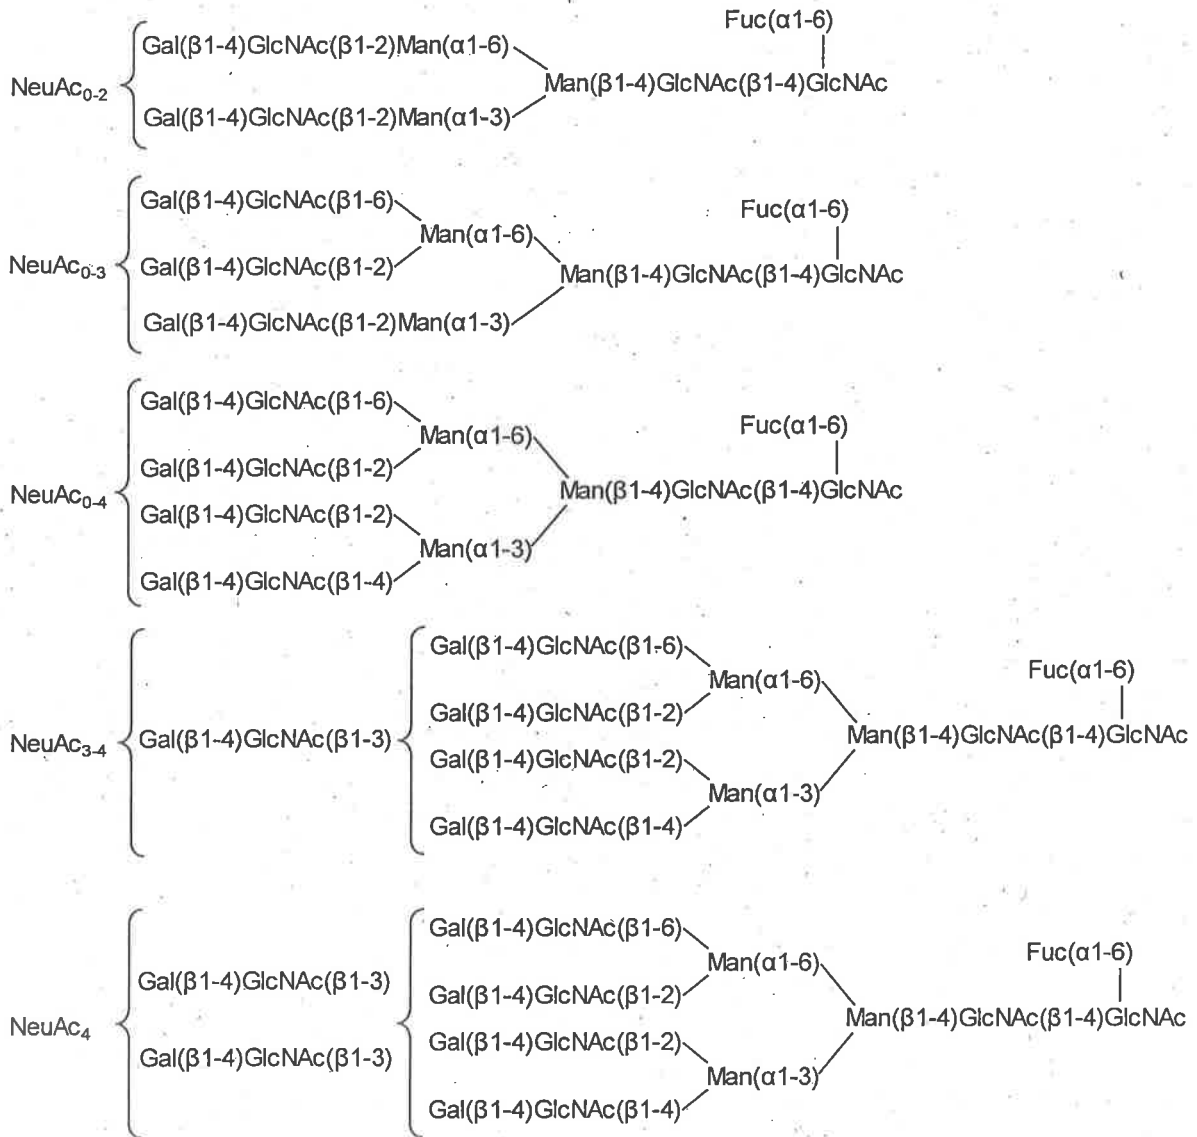 Fuc(α1-6)
Gal(β1-4)GlcNAc(β1-2)Man(α1-6)
NeuAc0-2
Man(β1-4)GlcNAc(β1-4)GlcNAc
Gal(β1-4)GlcNAc(β1-2)Man(α1-3)
Gal(β1-4)GlcNAc(β1-6)
Fuc(α1-6)
Man(α1-6)
NeuAc0-3
Gal(β1-4)GlcNAc(β1-2)
Man(β1-4)GlcNAc(β1-4)GlcNAc
Gal(β1-4)GlcNAc(β1-2)Man(α1-3)
Gal(β1-4)GlcNAc(β1-6)
Fuc(α1-6)
Man(α1-6)
Gal(β1-4)GlcNAc(β1-2)
NeuAc0-4
Man(β1-4)GlcNAc(β1-4)GlcNAc
Gal(β1-4)GlcNAc(β1-2)
Man(α1-3)
Gal(β1-4)GlcNAc(β1-4)
Gal(β1-4)GlcNAc(β1-6)
Fuc(α1-6)
Man(α1-6)
Gal(β1-4)GlcNAc(β1-2)
NeuAc3-4
Gal(β1-4)GlcNAc(β1-3)
Man(β1-4)GlcNAc(β1-4)GlcNAc
Gal(β1-4)GlcNAc(β1-2)
Man(α1-3)
Gal(β1-4)GlcNAc(β1-4)
Gal(β1-4)GlcNAc(β1-6)
Fuc(α1-6)
Man(α1-6)
Gal(β1-4)GlcNAc(β1-3)
Gal(β1-4)GlcNAc(β1-2)
NeuAc4
Man(β1-4)GlcNAc(β1-4)GlcNAc
Gal(β1-4)GlcNAc(β1-2)
Gal(β1-4)GlcNAc(β1-3)
Man(α1-3)
Gal(β1-4)GlcNAc(β1-4)